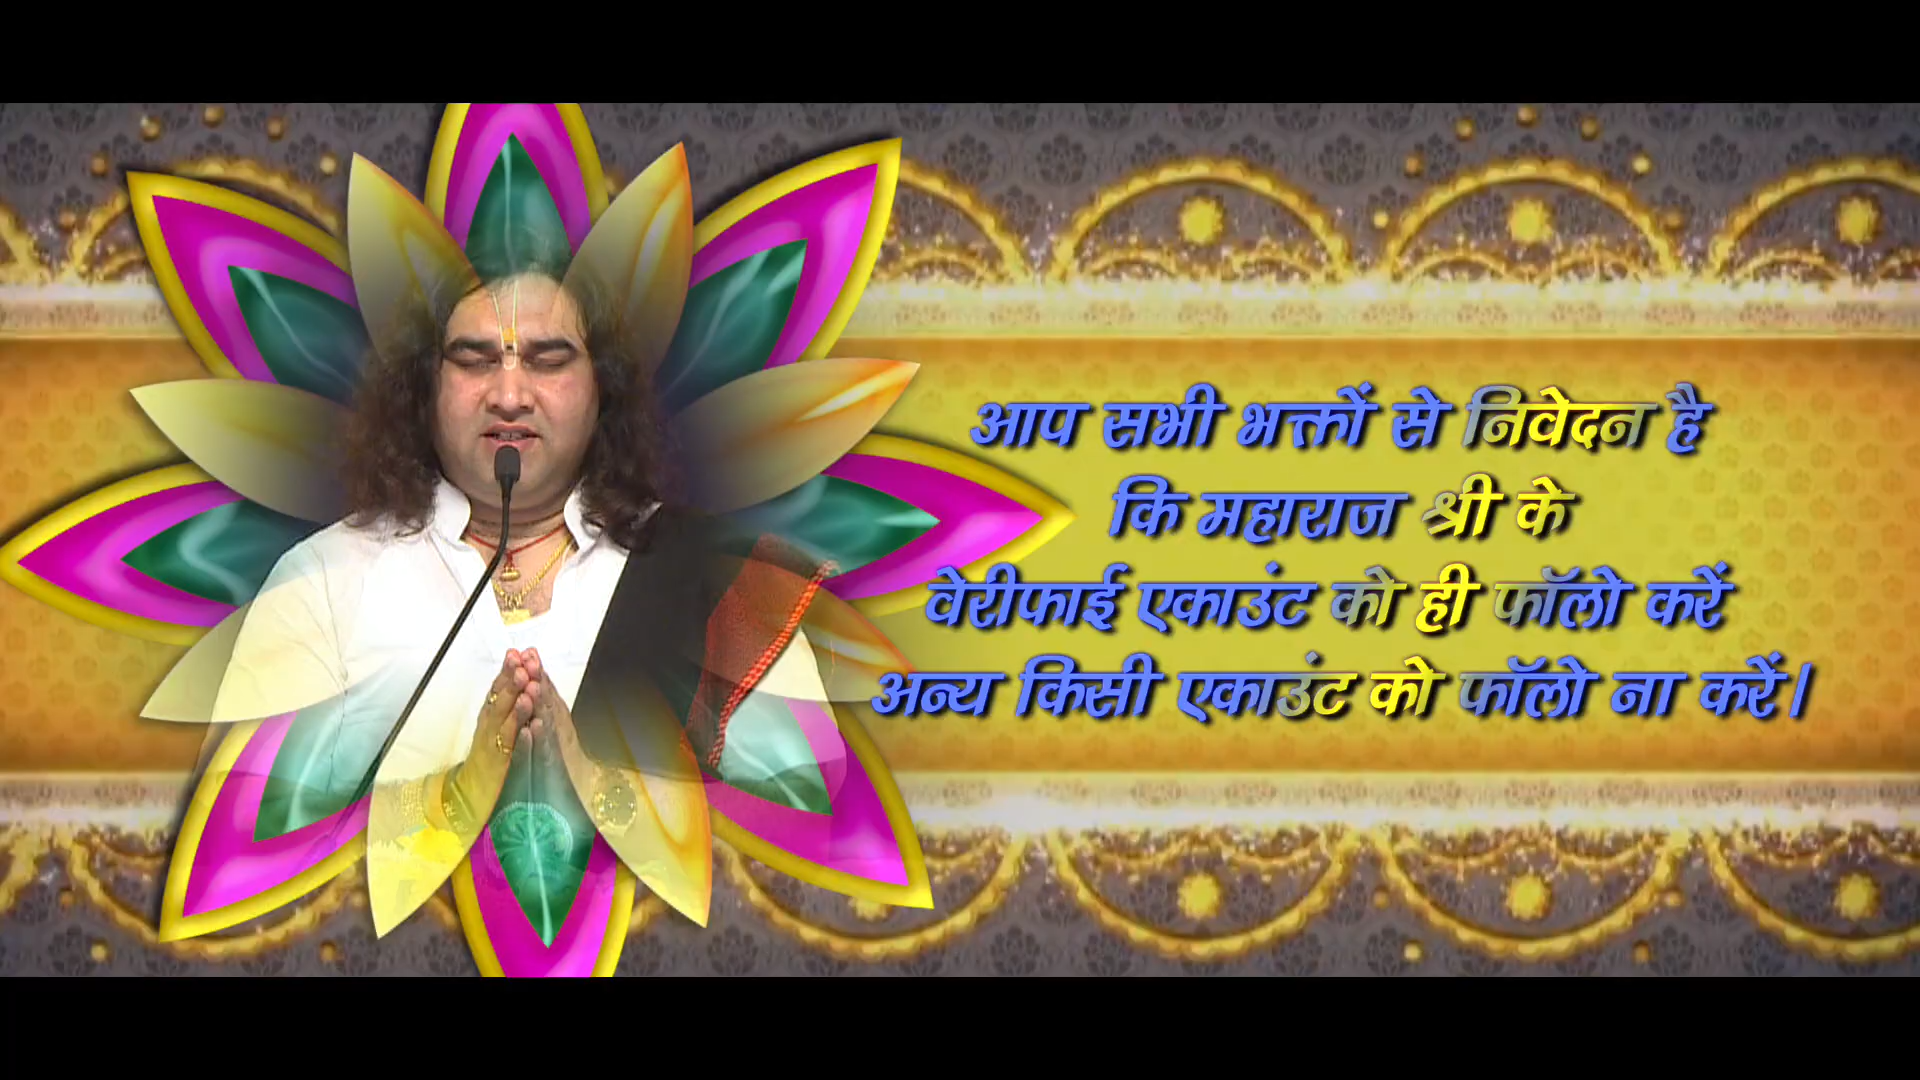 आप सभी भक्तों से निवेदन है
कि महाराज श्री के
वेरीफाई एकाउंट को ही फॉलो करें
अन्य किसी एकाउंट को फॉलो ना करें।